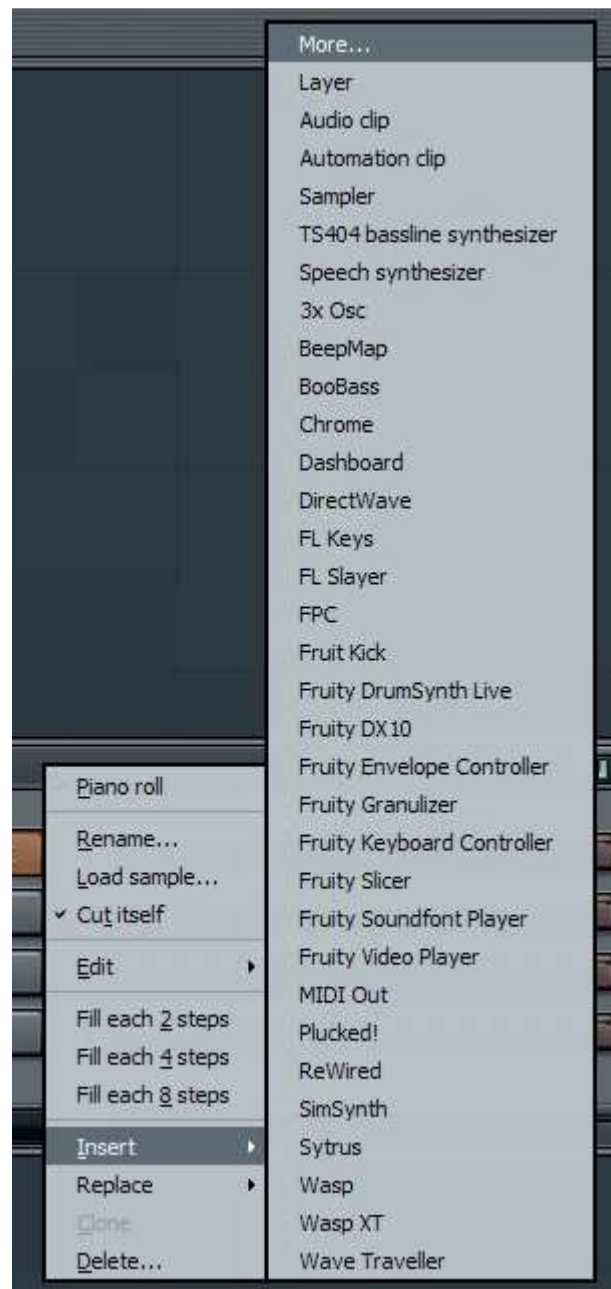 More...
Layer
Audio clip
Automation clip
Sampler
TS404 bassline synthesizer
Speech synthesizer
3x Osc
BeepMap
BooBass
Chrome
Dashboard
DirectWave
FL Keys
FL Slayer
FPC
Fruit Kick
Fruity DrumSynth Live
Fruity DX10
Fruity Envelope Controller
Fruity Granulizer
Fruity Keyboard Controller
Fruity Slicer
Fruity Soundfont Player
Fruity Video Player
MIDI Out
Plucked!
ReWired
SimSynth
Sytrus
Wasp
Wasp XT
Wave Traveller
Piano roll
Rename...
Load sample...
Cut itself
Edit
Fill each 2 steps
Fill each 4 steps
Fill each 8 steps
Insert
Replace
Clone
Delete...